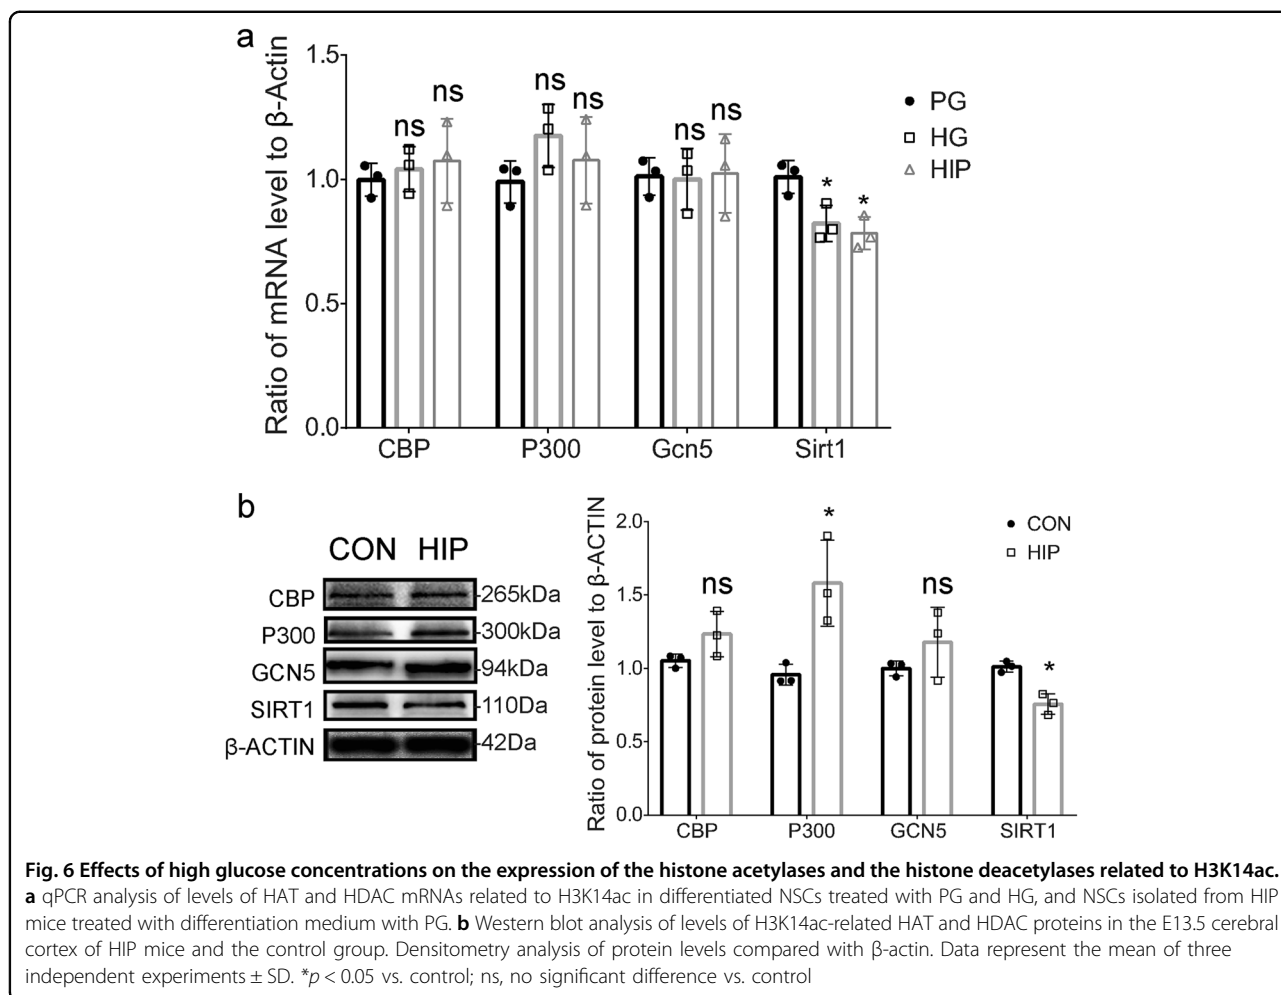 a
Ratio of mRNA level to β-Actin
1.5
1.0
0.5
0.0
ns
ns
ns
ns
ns
ns
*
*
PG
HG
HIP
CBP
P300
Gcn5
Sirt1
b
CON HIP
CBP -265kDa
P300 -300kDa
GCN5 -94kDa
SIRT1 -110Da
β-ACTIN -42Da
Ratio of protein level to β-ACTIN
2.0
1.5
1.0
0.5
0.0
ns
*
ns
*
CON
HIP
CBP
P300
GCN5
SIRT1
Fig. 6 Effects of high glucose concentrations on the expression of the histone acetylases and the histone deacetylases related to H3K14ac.
a qPCR analysis of levels of HAT and HDAC mRNAs related to H3K14ac in differentiated NSCs treated with PG and HG, and NSCs isolated from HIP
mice treated with differentiation medium with PG. b Western blot analysis of levels of H3K14ac-related HAT and HDAC proteins in the E13.5 cerebral
cortex of HIP mice and the control group. Densitometry analysis of protein levels compared with β-actin. Data represent the mean of three
independent experiments ± SD. *p < 0.05 vs. control; ns, no significant difference vs. control